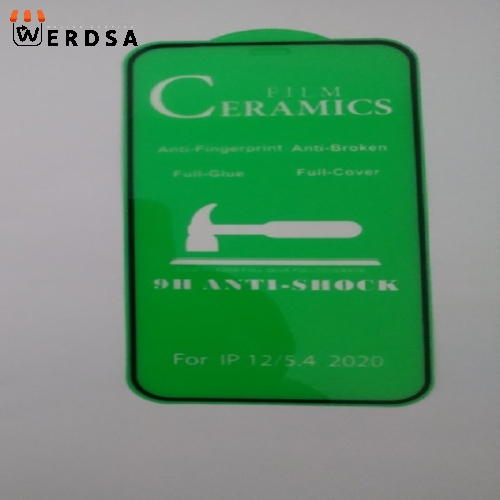 WERDSA
FILM
CERAMICS
Anti-Fingerprint Anti-Broken
Full-Glue Full-Cover
9H ANTI-SHOCK
For IP 12/5.4 2020